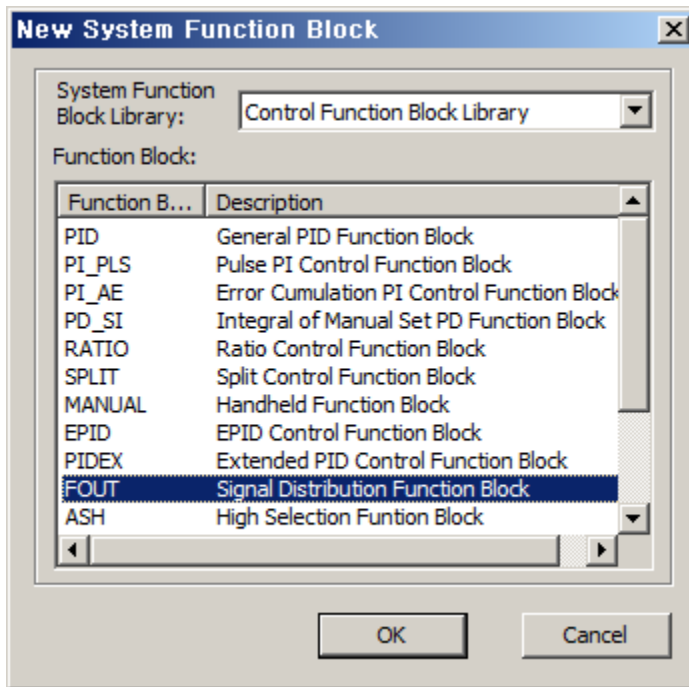 New System Function Block
System Function
Block Library:
Control Function Block Library
Function Block:
Function B... Description
PID General PID Function Block
PI_PLS Pulse PI Control Function Block
PI_AE Error Cumulation PI Control Function Block
PD_SI Integral of Manual Set PD Function Block
RATIO Ratio Control Function Block
SPLIT Split Control Function Block
MANUAL Handheld Function Block
EPID EPID Control Function Block
PIDEX Extended PID Control Function Block
FOUT Signal Distribution Function Block
ASH High Selection Funtion Block
OK Cancel